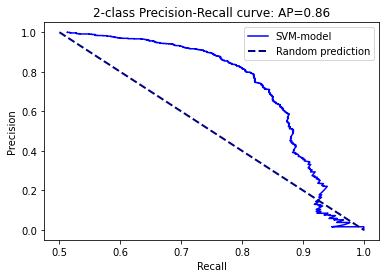 2-class Precision-Recall curve: AP=0.86
SVM-model
Random prediction
Precision
1.0
0.8
0.6
0.4
0.2
0.0
0.5 0.6 0.7 0.8 0.9 1.0
Recall